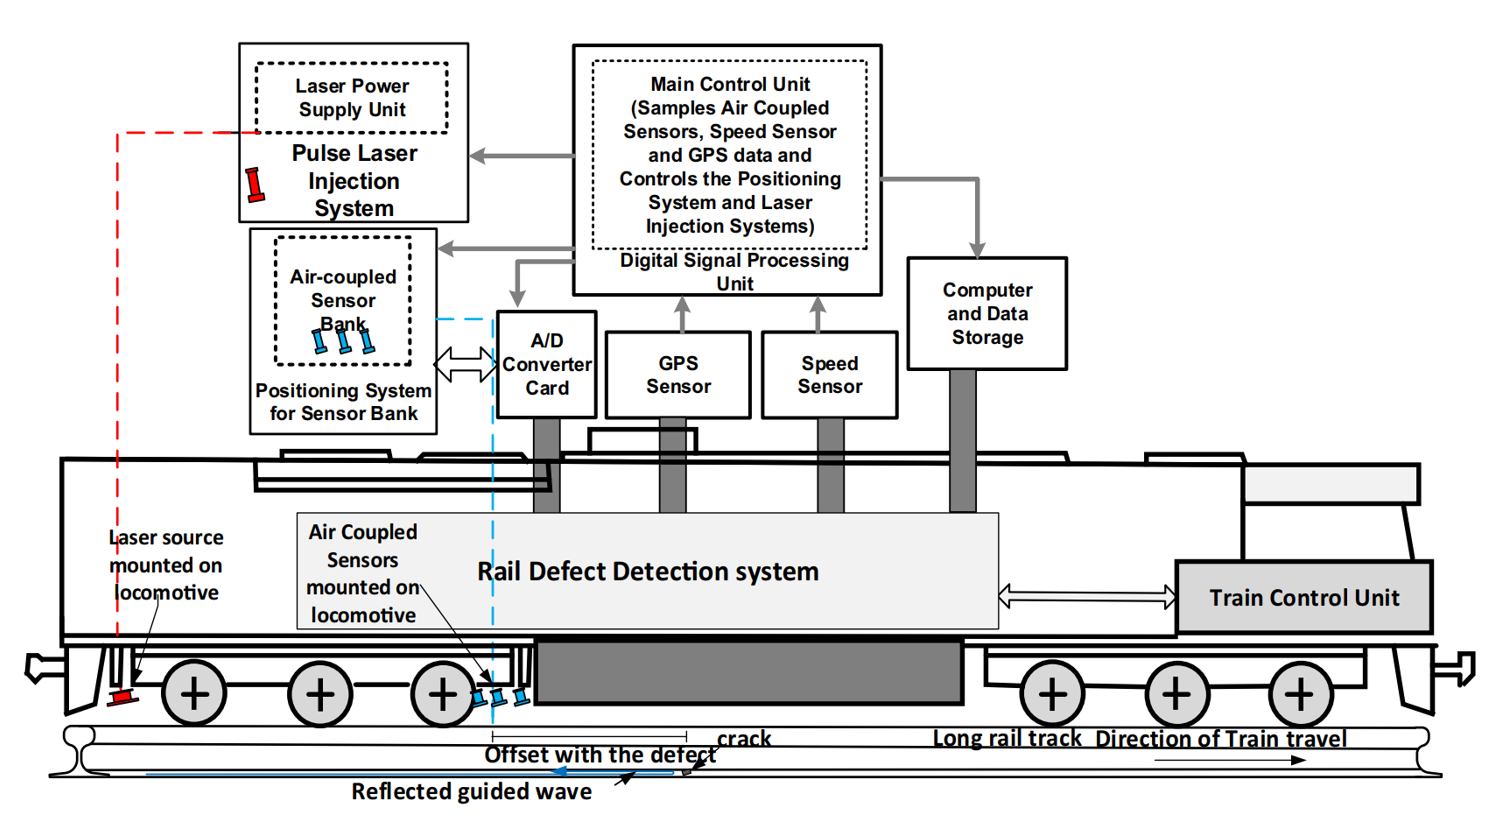 Laser Power
Supply Unit
Pulse Laser
Injection
System
Main Control Unit
(Samples Air Coupled
Sensors, Speed Sensor
and GPS data and
Controls the Positioning
System and Laser
Injection Systems)
Digital Signal Processing
Unit
Air-coupled
Sensor
Bank
Positioning System
for Sensor Bank
A/D
Converter
Card
GPS
Sensor
Speed
Sensor
Computer
and Data
Storage
Laser source
mounted on
locomotive
Air Coupled
Sensors
mounted on
locomotive
Rail Defect Detection system
Train Control Unit
crack
Offset with the defect
Long rail track
Direction of Train travel
Reflected guided wave